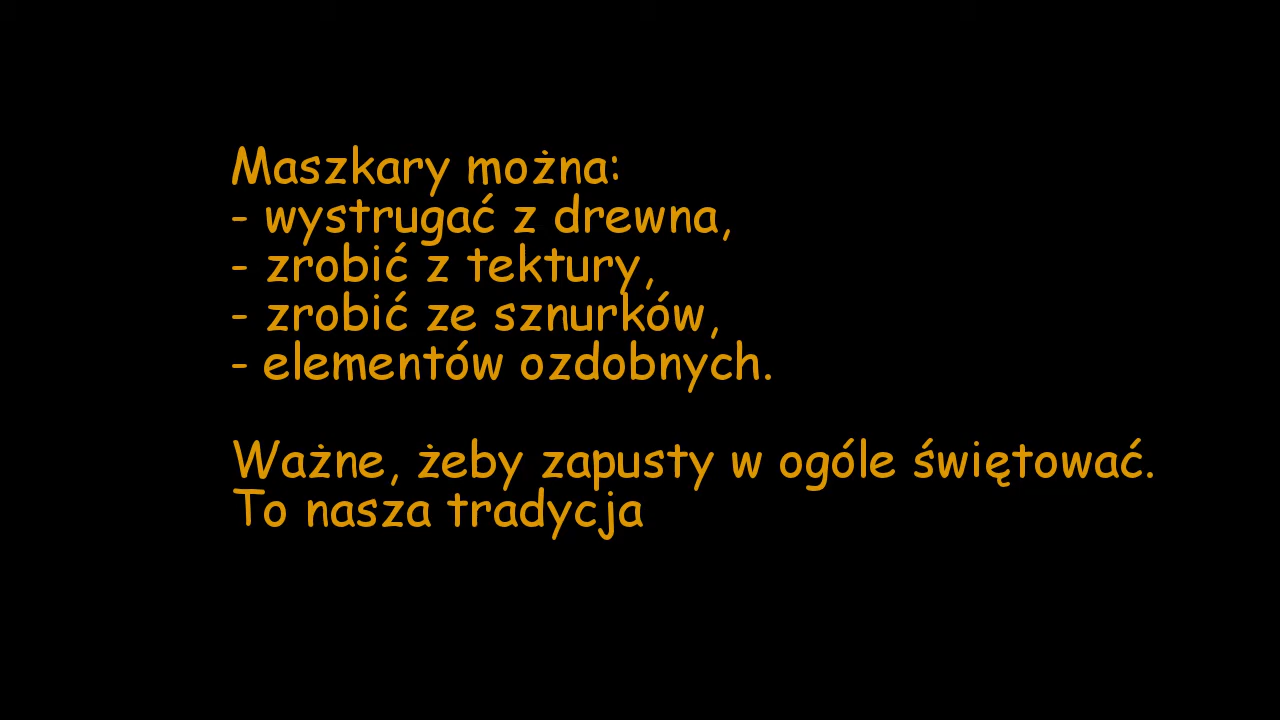 Maszkary można:
- wystrugać z drewna,
- zrobić z tektury,
- zrobić ze sznurków,
- elementów ozdobnych.
Ważne, żeby zapusty w ogóle świętować.
To nasza tradycja